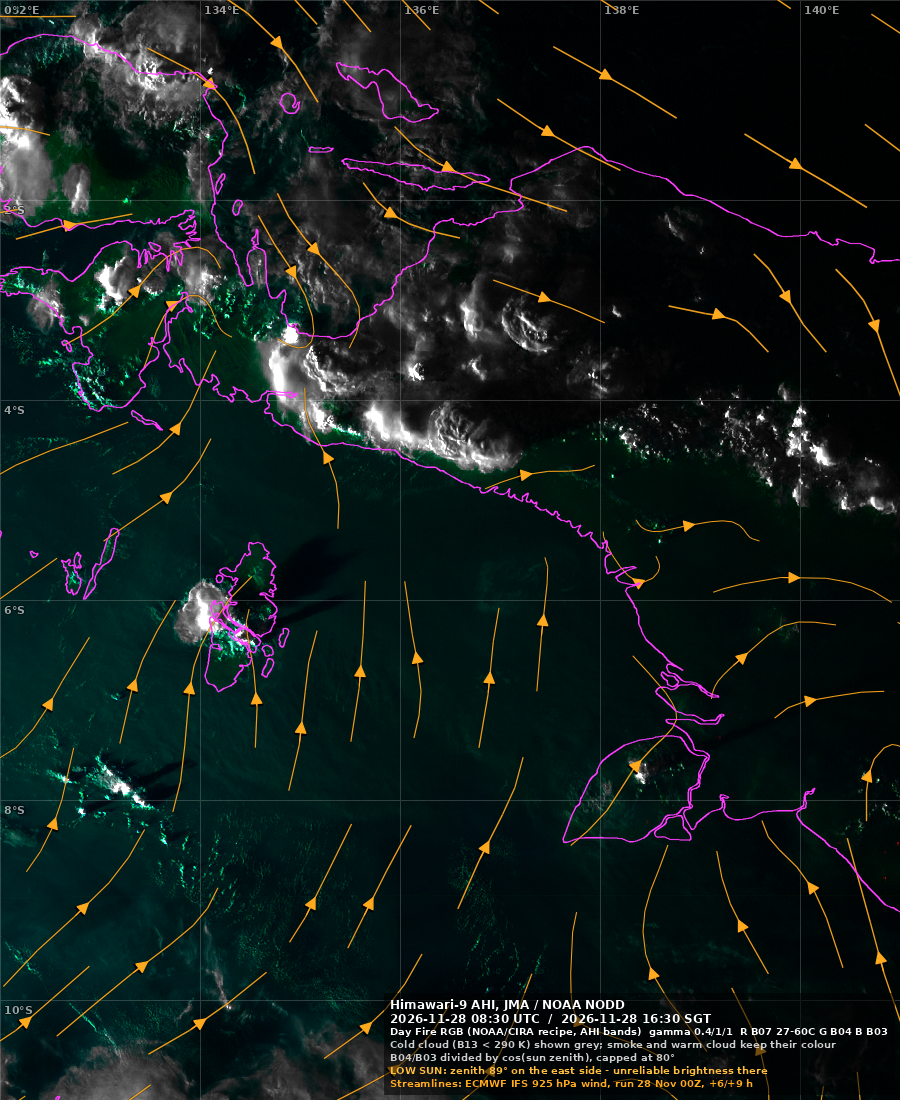 132°E
134°E
136°E
138°E
140°E
2°S
4°S
6°S
8°S
10°S
Himawari-9 AHI, JMA / NOAA NODD
2026-11-28 08:30 UTC / 2026-11-28 16:30 SGT
Day Fire RGB (NOAA/CIRA recipe, AHI bands) gamma 0.4/1/1 R B07 27-60C G B04 B B03
Cold cloud (B13 < 290 K) shown grey; smoke and warm cloud keep their colour
B04/B03 divided by cos(sun zenith), capped at 80°
LOW SUN: zenith 89° on the east side - unreliable brightness there
Streamlines: ECMWF IFS 925 hPa wind, run 28 Nov 00Z, +6/+9 h